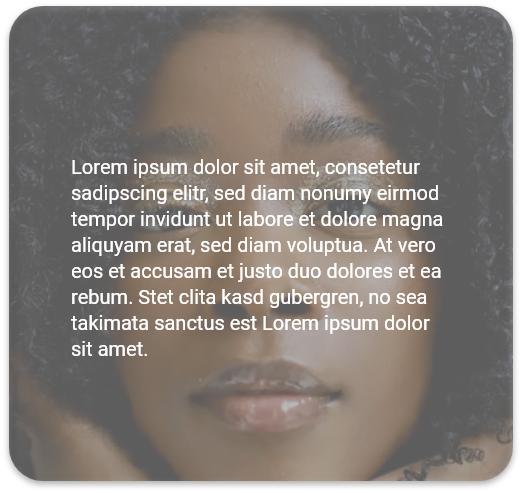 Lorem ipsum dolor sit amet, consetetur
sadipscing elitr, sed diam nonumy eirmod
tempor invidunt ut labore et dolore magna
aliquyam erat, sed diam voluptua. At vero
eos et accusam et justo duo dolores et ea
rebum. Stet clita kasd gubergren, no sea
takimata sanctus est Lorem ipsum dolor
sit amet.